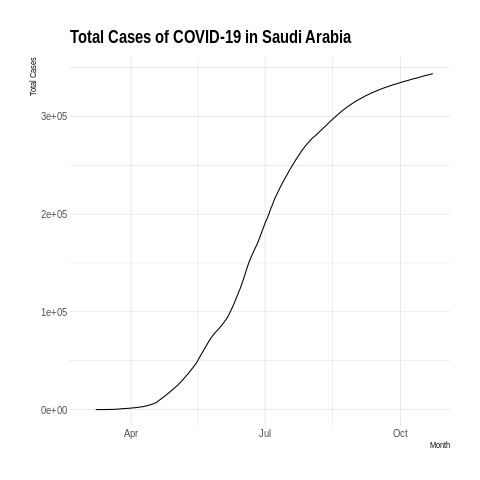 Total Cases of COVID-19 in Saudi Arabia
Total Cases
3e+05
2e+05
1e+05
0e+00
Apr Jul Oct
Month